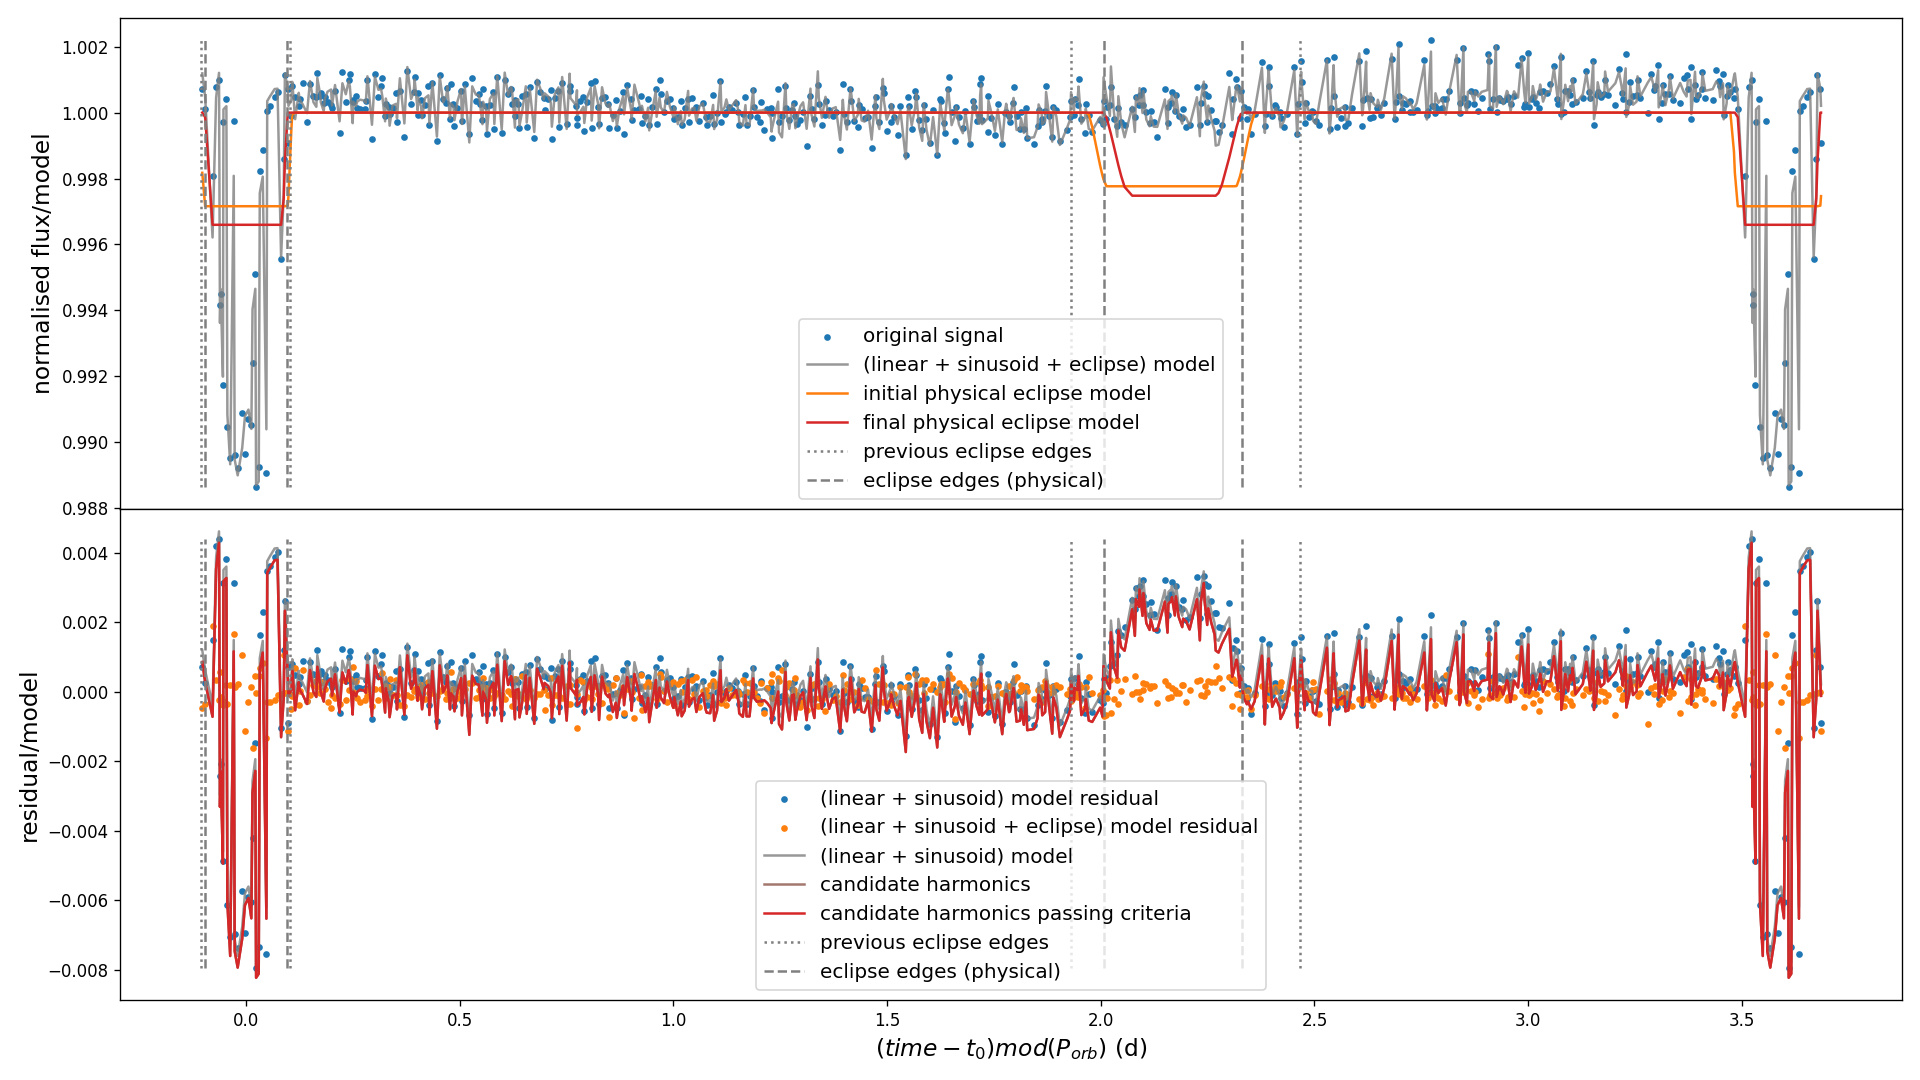 normalised flux/model
1.002
1.000
0.998
0.996
0.994
0.992
0.990
0.988
original signal
(linear + sinusoid + eclipse) model
initial physical eclipse model
final physical eclipse model
previous eclipse edges
eclipse edges (physical)
residual/model
0.004
0.002
0.000
−0.002
−0.004
−0.006
−0.008
(linear + sinusoid) model residual
(linear + sinusoid + eclipse) model residual
(linear + sinusoid) model
candidate harmonics
candidate harmonics passing criteria
previous eclipse edges
eclipse edges (physical)
0.0 0.5 1.0 1.5 2.0 2.5 3.0 3.5
(time − t₀)mod(Pₒᵣb) (d)